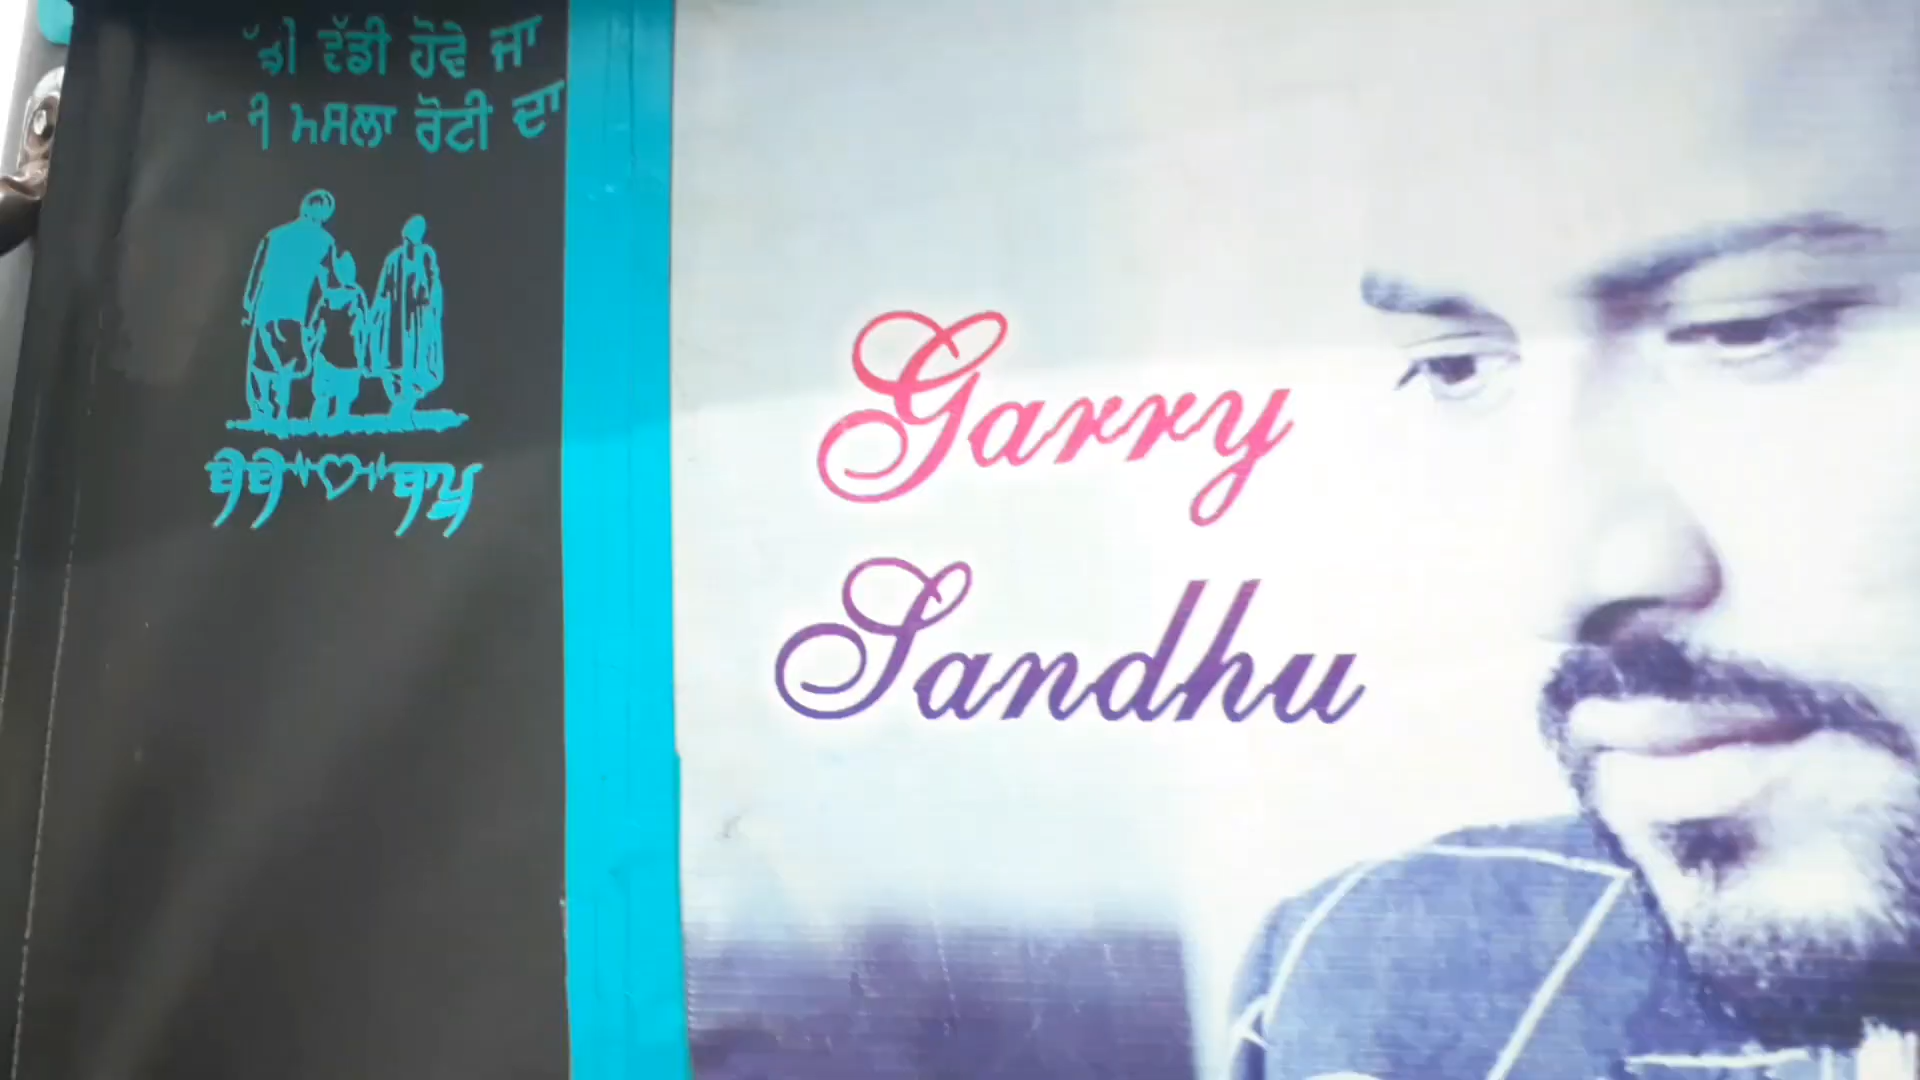 ਵੱਡੀ ਹੋਵੇ ਜਾ
ਮਸਲਾ ਰੋਟੀ ਦਾ
ਬੇਬੇ ਬਾਪੂ
Garry
Sandhu